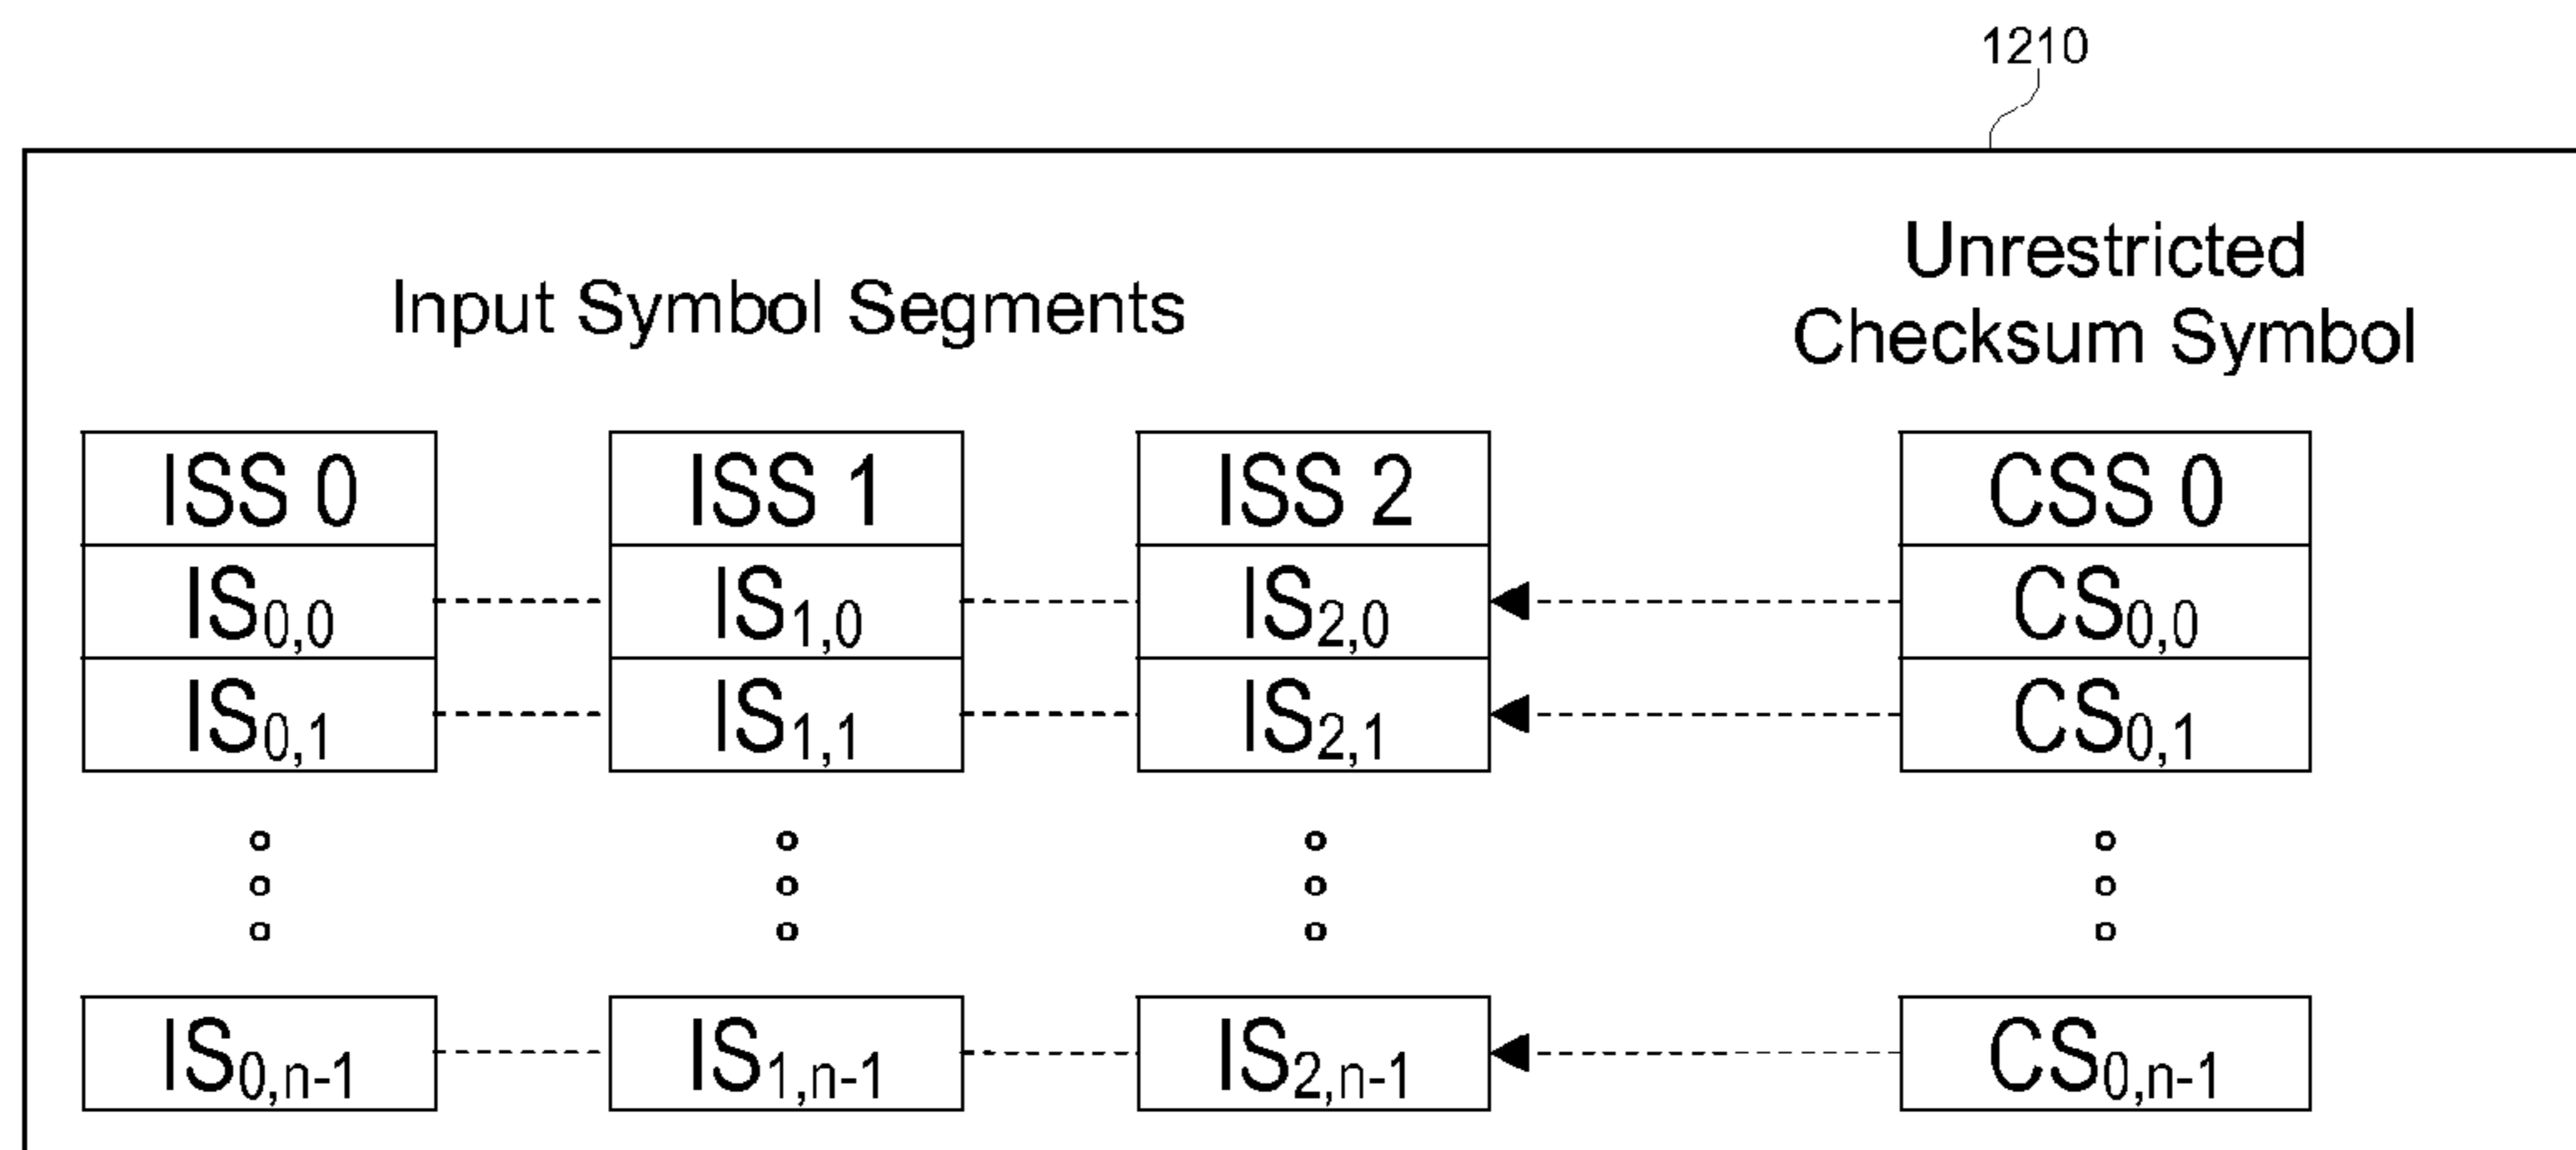 1210
Input Symbol Segments
Unrestricted
Checksum Symbol
ISS 0 ISS 1 ISS 2 CSS 0
IS0,0 IS1,0 IS2,0 CS0,0
IS0,1 IS1,1 IS2,1 CS0,1
IS0,n-1 IS1,n-1 IS2,n-1 CS0,n-1